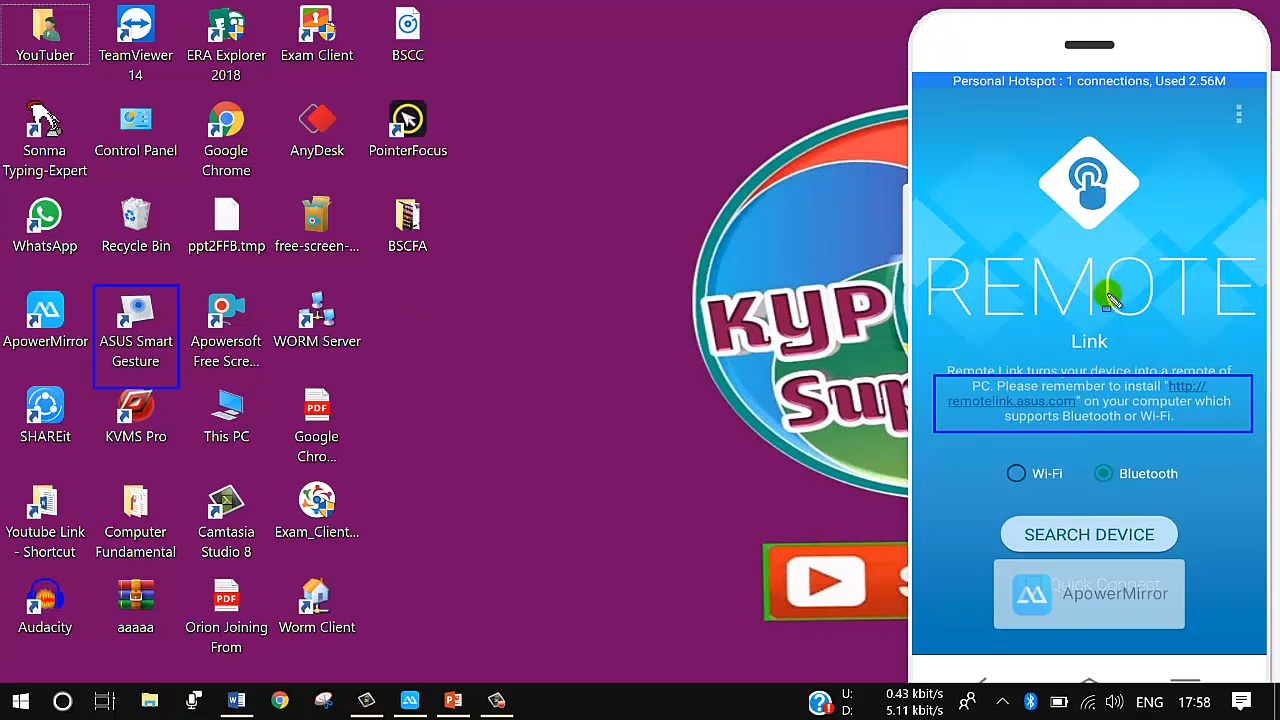 YouTuber
TeamViewer
14
ERA Explorer
2018
Exam Client
BSCC
Sonma
Typing-Expert
Control Panel
Google
Chrome
AnyDesk
PointerFocus
WhatsApp
Recycle Bin
ppt2FFB.tmp
free-screen-...
BSCFA
ApowerMirror
ASUS Smart
Gesture
Apowersoft
Free Scre...
WORM Server
SHAREit
KVMS Pro
This PC
PDF
Google
Chro...
Youtube Link
- Shortcut
Computer
Fundamental
Camtasia
Studio 8
Exam_Client...
Audacity
aaaaa
PDF
Orion Joining
From
Worm Client
KYP
Sup
S
Personal Hotspot : 1 connections, Used 2.56M
REMOTE
Link
Remote Link turns your device into a remote of
PC. Please remember to install "http://
remotelink.asus.com" on your computer which
supports Bluetooth or Wi-Fi.
Wi-Fi
Bluetooth
SEARCH DEVICE
Quick Connect
ApowerMirror
U: 0.43 kbit/s
D: 5.11 kbit/s
ENG
17:58